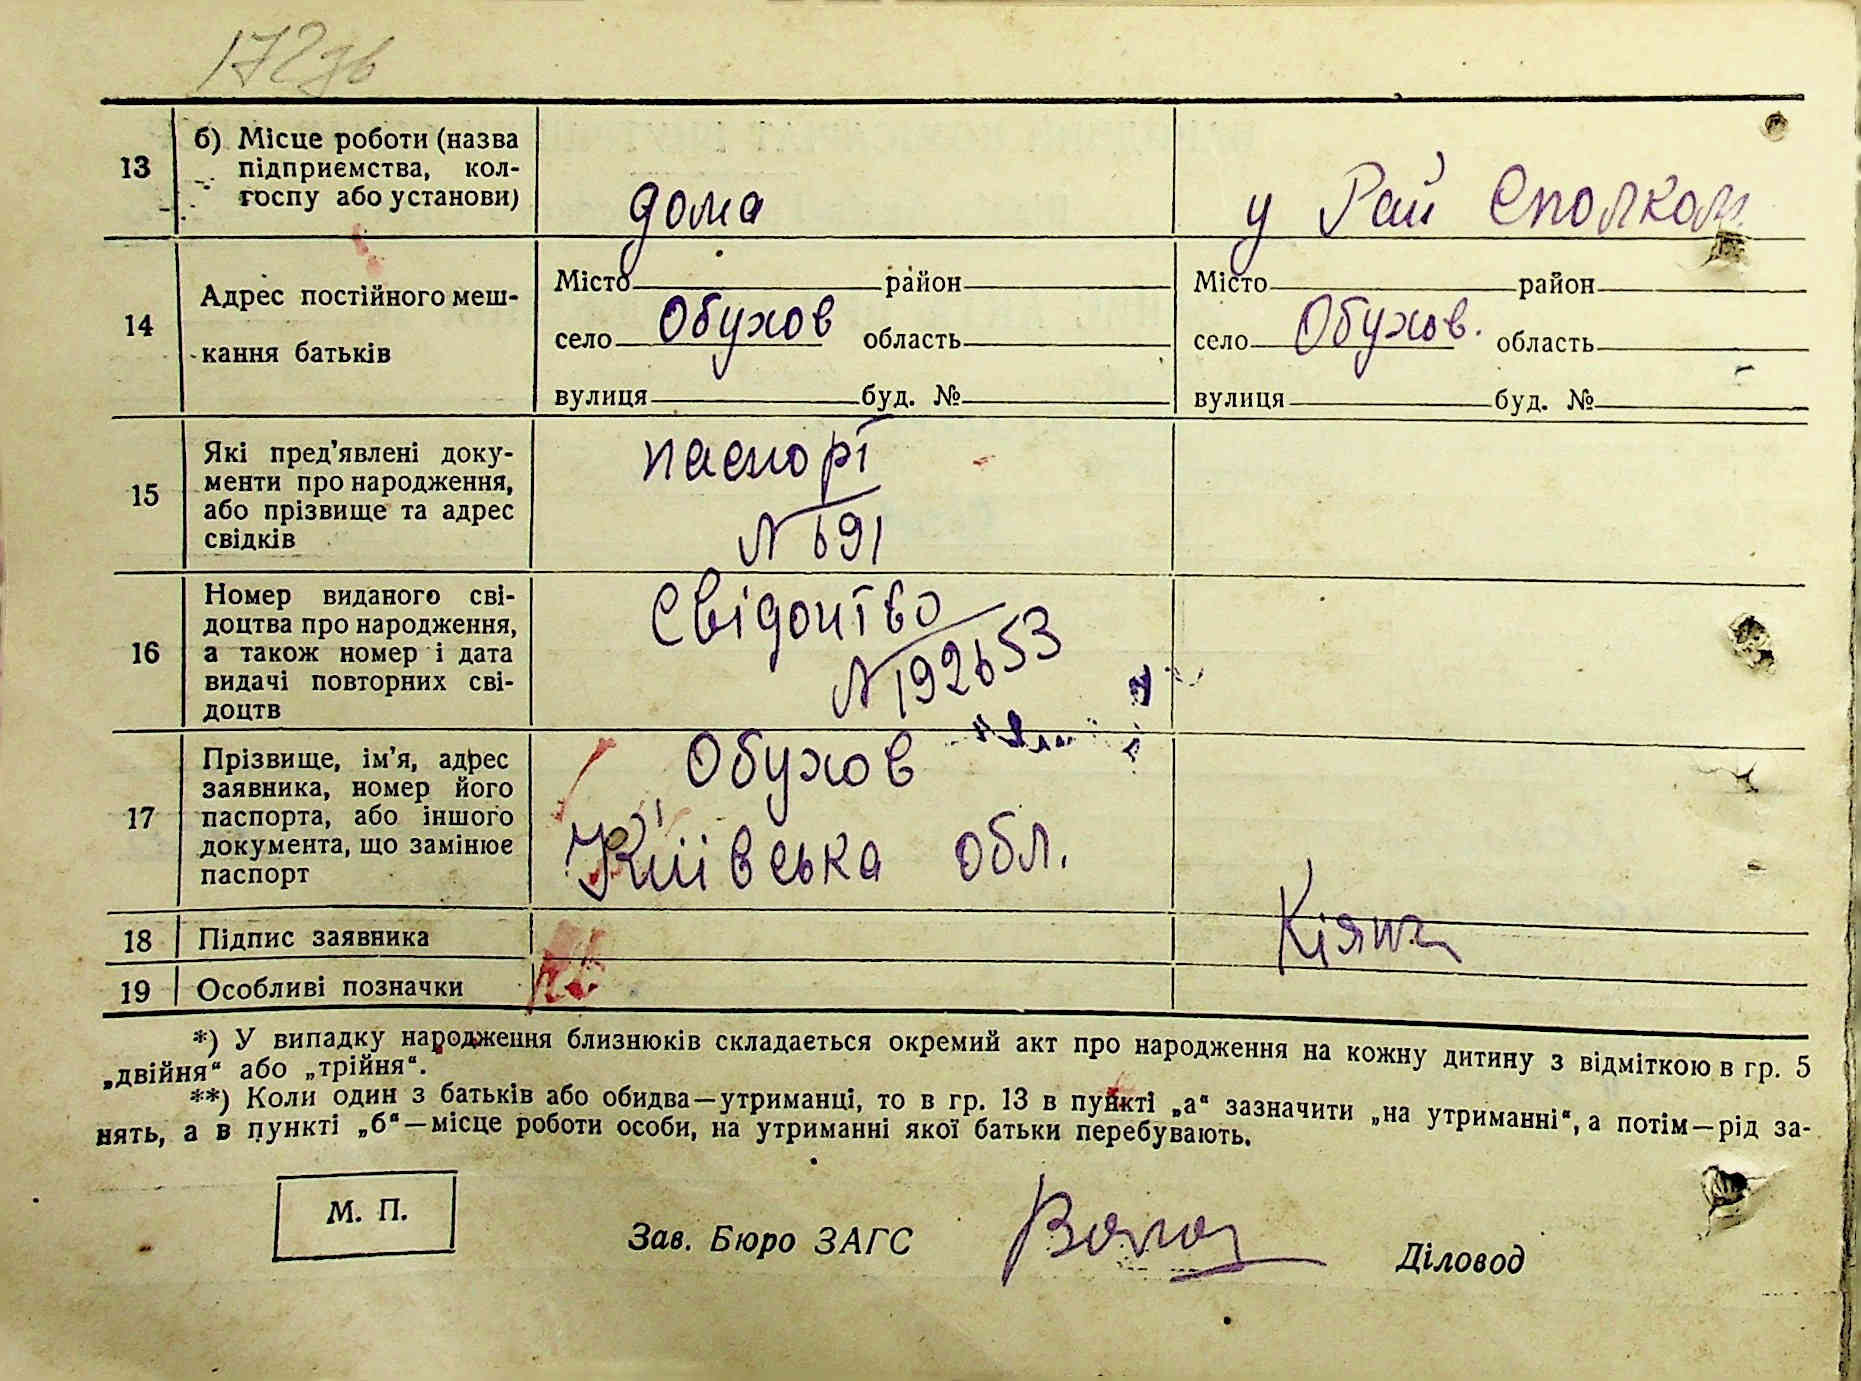 172зв
13 б) Місце роботи (назва
підприємства, кол-
госпу або установи)
дома у Рай Сполком
14 Адрес постійного меш-
кання батьків
Місто район Місто район
село Обухов область село Обухов. область
вулиця буд. № вулиця буд. №
15 Які пред'явлені доку-
менти про народження,
або прізвище та адрес
свідків
паспорт
N 691
16 Номер виданого сві-
доцтва про народження,
а також номер і дата
видачі повторних сві-
доцтв
Свідоцтво
N 192653
17 Прізвище, ім'я, адрес
заявника, номер його
паспорта, або іншого
документа, що замінює
паспорт
Обухов
Київська обл.
18 Підпис заявника
19 Особливі позначки
*) У випадку народження близнюків складається окремий акт про народження на кожну дитину з відміткою в гр. 5
„двійня“ або „трійня“.
**) Коли один з батьків або обидва—утриманці, то в гр. 13 в пункті „а“ зазначити „на утриманні“, а потім—рід за-
нять, а в пункті „б“—місце роботи особи, на утриманні якої батьки перебувають.
М. П.
Зав. Бюро ЗАГС Діловод